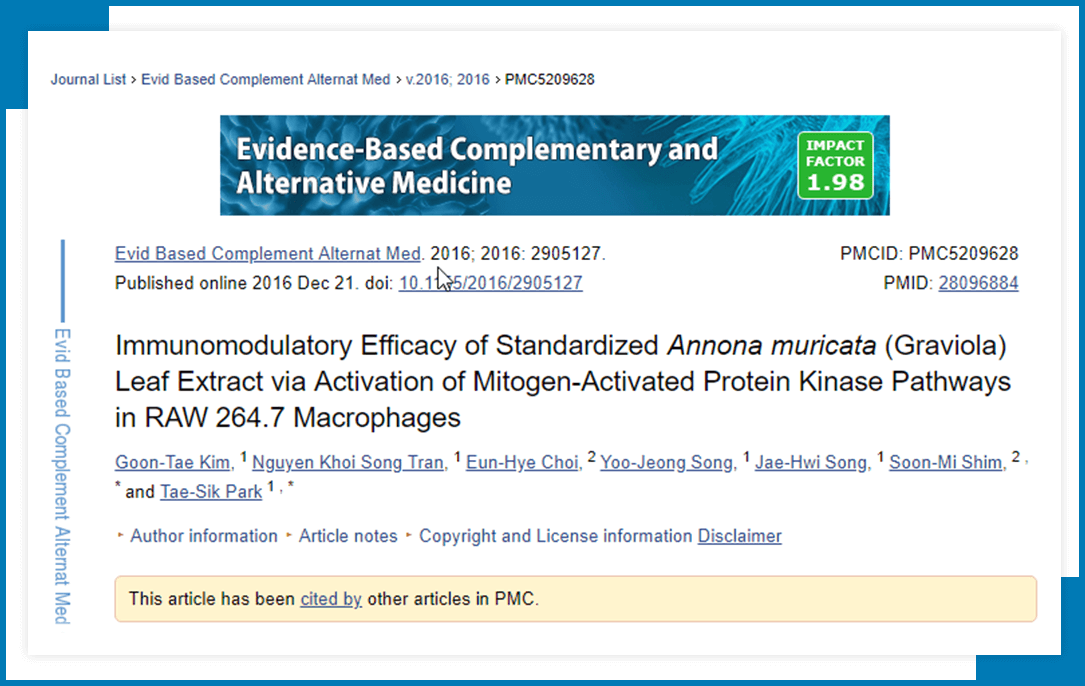 Journal List > Evid Based Complement Alternat Med > v.2016; 2016 > PMC5209628
Evidence-Based Complementary and
Alternative Medicine
IMPACT
FACTOR
1.98
Evid Based Complement Alternat Med. 2016; 2016: 2905127.
PMCID: PMC5209628
Published online 2016 Dec 21. doi:
PMID: 28096884
Evid Based Complement Alternat Med
Immunomodulatory Efficacy of Standardized Annona muricata (Graviola)
Leaf Extract via Activation of Mitogen-Activated Protein Kinase Pathways
in RAW 264.7 Macrophages
Goon-Tae Kim, 1 Nguyen Khoi Song Tran, 1 Eun-Hye Choi, 2 Yoo-Jeong Song, 1 Jae-Hwi Song, 1 Soon-Mi Shim, 2 ,
* and Tae-Sik Park 1 , *
‣ Author information ‣ Article notes ‣ Copyright and License information Disclaimer
This article has been cited by other articles in PMC.